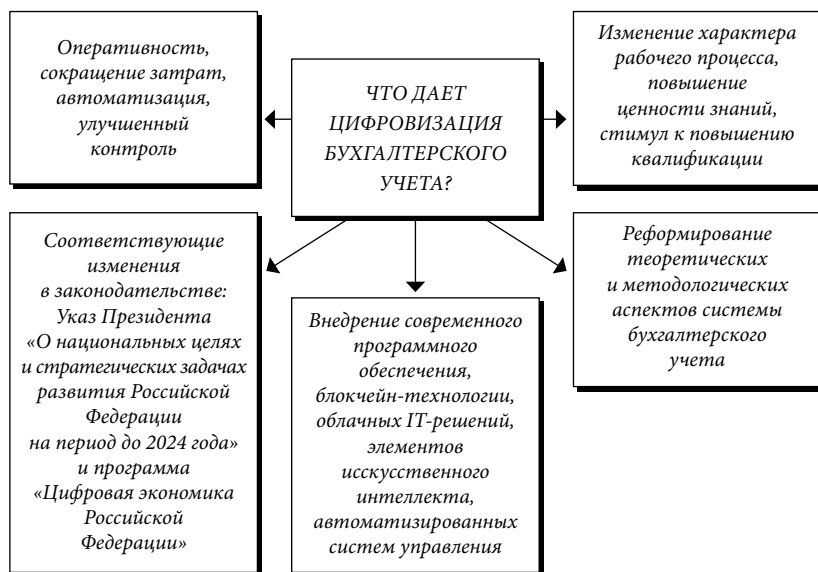 Оперативность,
сокращение затрат,
автоматизация,
улучшенный
контроль
ЧТО ДАЕТ
ЦИФРОВИЗАЦИЯ
БУХГАЛТЕРСКОГО
УЧЕТА?
Изменение характера
рабочего процесса,
повышение
ценности знаний,
стимул к повышению
квалификации
Соответствующие
изменения
в законодательстве:
Указ Президента
«О национальных целях
и стратегических задачах
развития Российской
Федерации
на период до 2024 года»
и программа
«Цифровая экономика
Российской
Федерации»
Внедрение современного
программного
обеспечения,
блокчейн-технологии,
облачных IT-решений,
элементов
исскусственного
интеллекта,
автоматизированных
систем управления
Реформирование
теоретических
и методологических
аспектов системы
бухгалтерского
учета